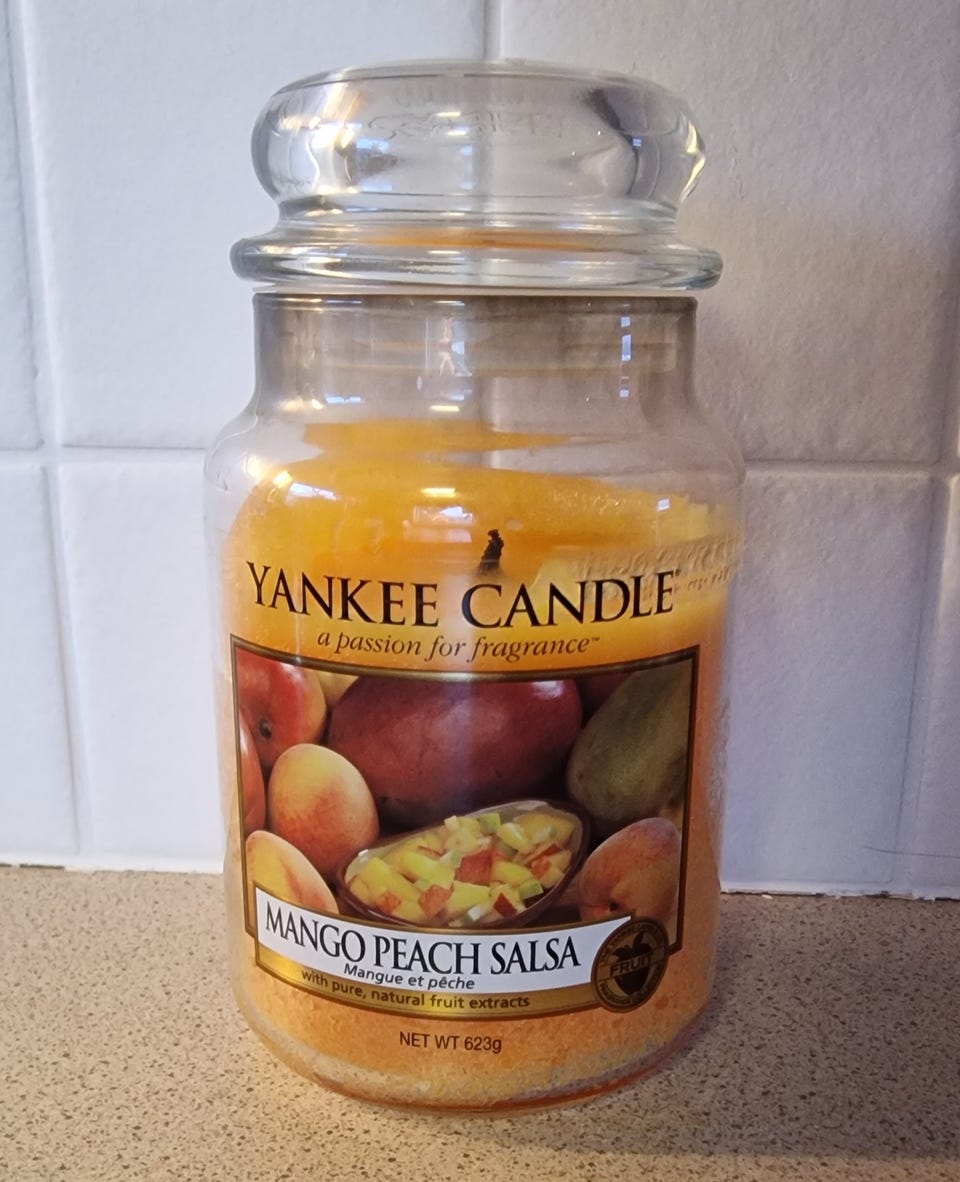 YANKEE CANDLE®
a passion for fragrance™
MANGO PEACH SALSA
Mangue et pêche
with pure, natural fruit extracts
FRUIT
NET WT 623g